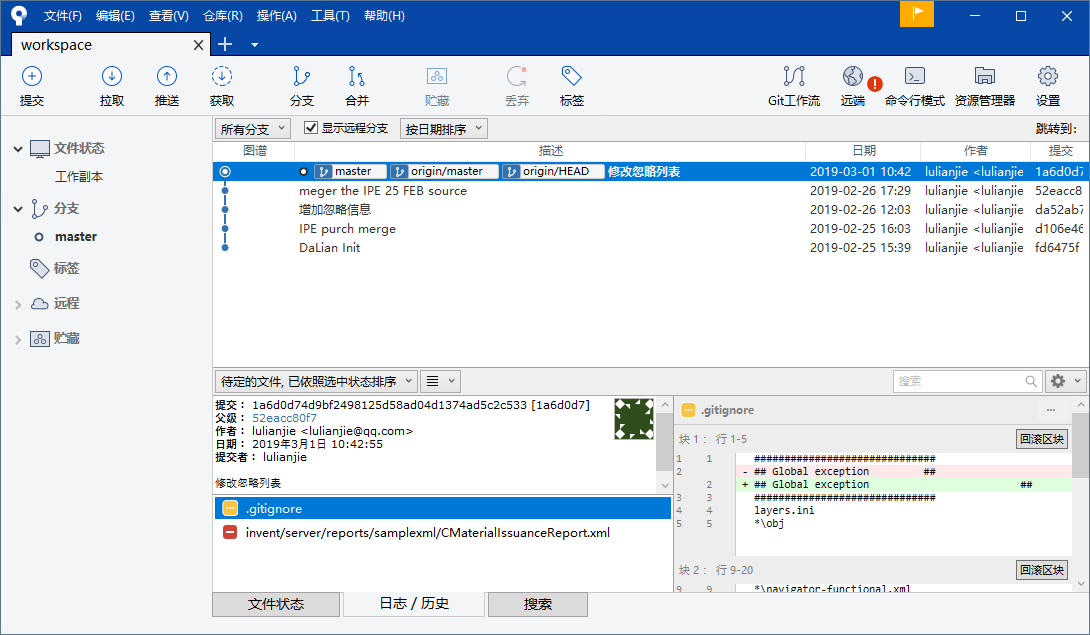 文件(F) 编辑(E) 查看(V) 仓库(R) 操作(A) 工具(T) 帮助(H)
workspace
提交 拉取 推送 获取 分支 合并 贮藏 丢弃 标签 Git工作流 远端 命令行模式 资源管理器 设置
所有分支 显示远程分支 按日期排序 跳转到:
图谱 描述 日期 作者 提交
master origin/master origin/HEAD 修改忽略列表 2019-03-01 10:42 lulianjie <lulianjie 1a6d0d7
meger the IPE 25 FEB source 2019-02-26 17:29 lulianjie <lulianjie 52eacc8
增加忽略信息 2019-02-26 12:03 lulianjie <lulianjie da52ab7
IPE purch merge 2019-02-25 16:03 lulianjie <lulianjie d106e46
DaLian Init 2019-02-25 15:39 lulianjie <lulianjie fd6475f
文件状态
工作副本
分支
master
标签
远程
贮藏
待定的文件, 已依照选中状态排序 搜索
提交： 1a6d0d74d9bf2498125d58ad04d1374ad5c2c533 [1a6d0d7]
父级： 52eacc80f7
作者： lulianjie <lulianjie@qq.com>
日期： 2019年3月1日 10:42:55
提交者： lulianjie
修改忽略列表
.gitignore
invent/server/reports/samplexml/CMaterialIssuanceReport.xml
.gitignore
块 1： 行 1-5 回滚区块
1 1 ##############################
2 - ## Global exception ##
2 + ## Global exception ##
3 3 ##############################
4 4 layers.ini
5 5 *\obj
块 2： 行 9-20 回滚区块
9 9 *\navigator-functional.xml
文件状态 日志 / 历史 搜索